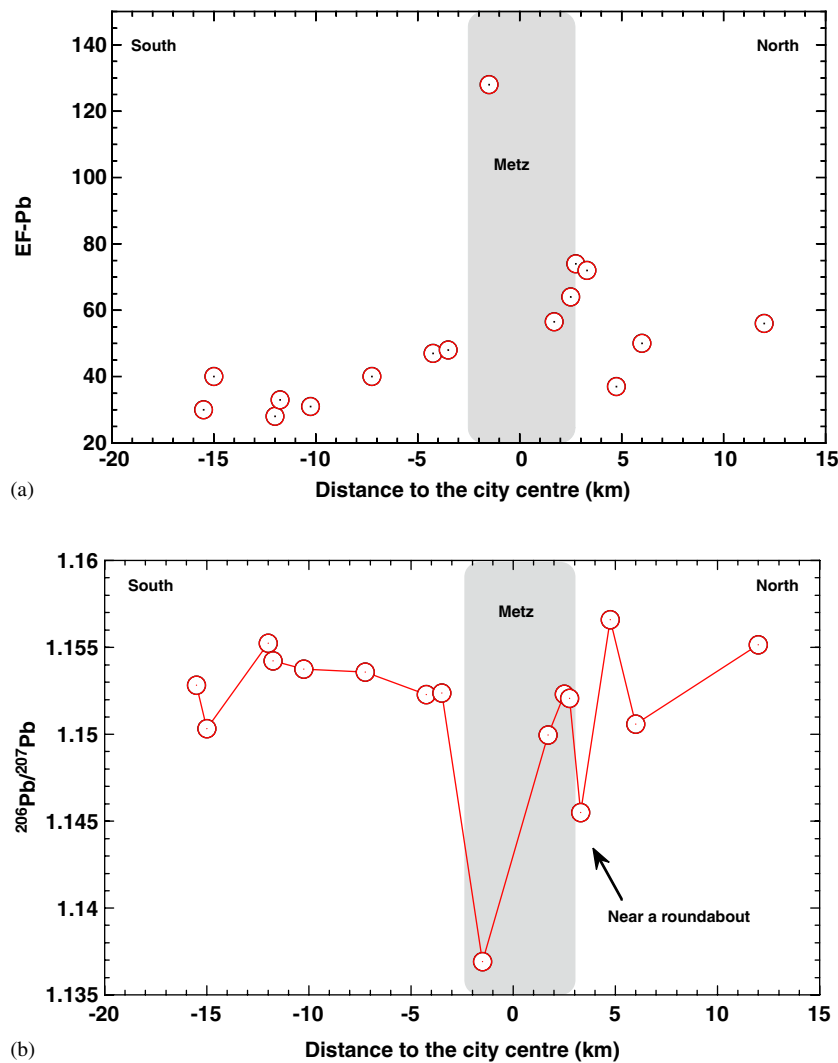 140
120
100
80
60
40
20
EF-Pb
South
North
Metz
-20 -15 -10 -5 0 5 10 15
Distance to the city centre (km)
(a)
1.16
1.155
1.15
1.145
1.14
1.135
²⁰⁶Pb/²⁰⁷Pb
South
North
Metz
Near a roundabout
-20 -15 -10 -5 0 5 10 15
Distance to the city centre (km)
(b)